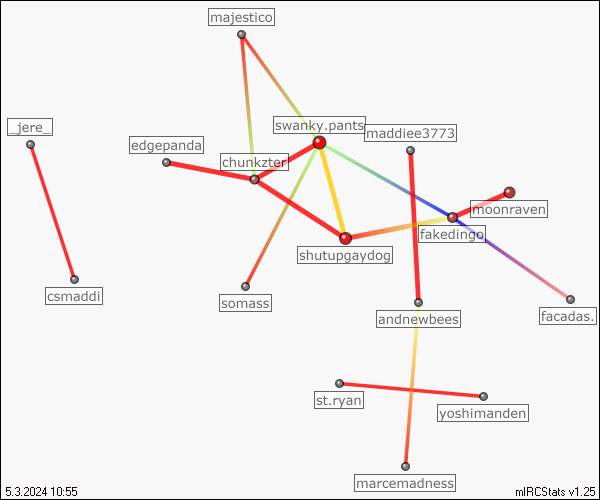 majestico
_jere_
swanky.pants
maddiee3773
edgepanda
chunkzter
moonraven
fakedingo
shutupgaydog
csmaddi
somass
andnewbees
facadas.
st.ryan
yoshimanden
marcemadness
5.3.2024 10:55
mIRCStats v1.25